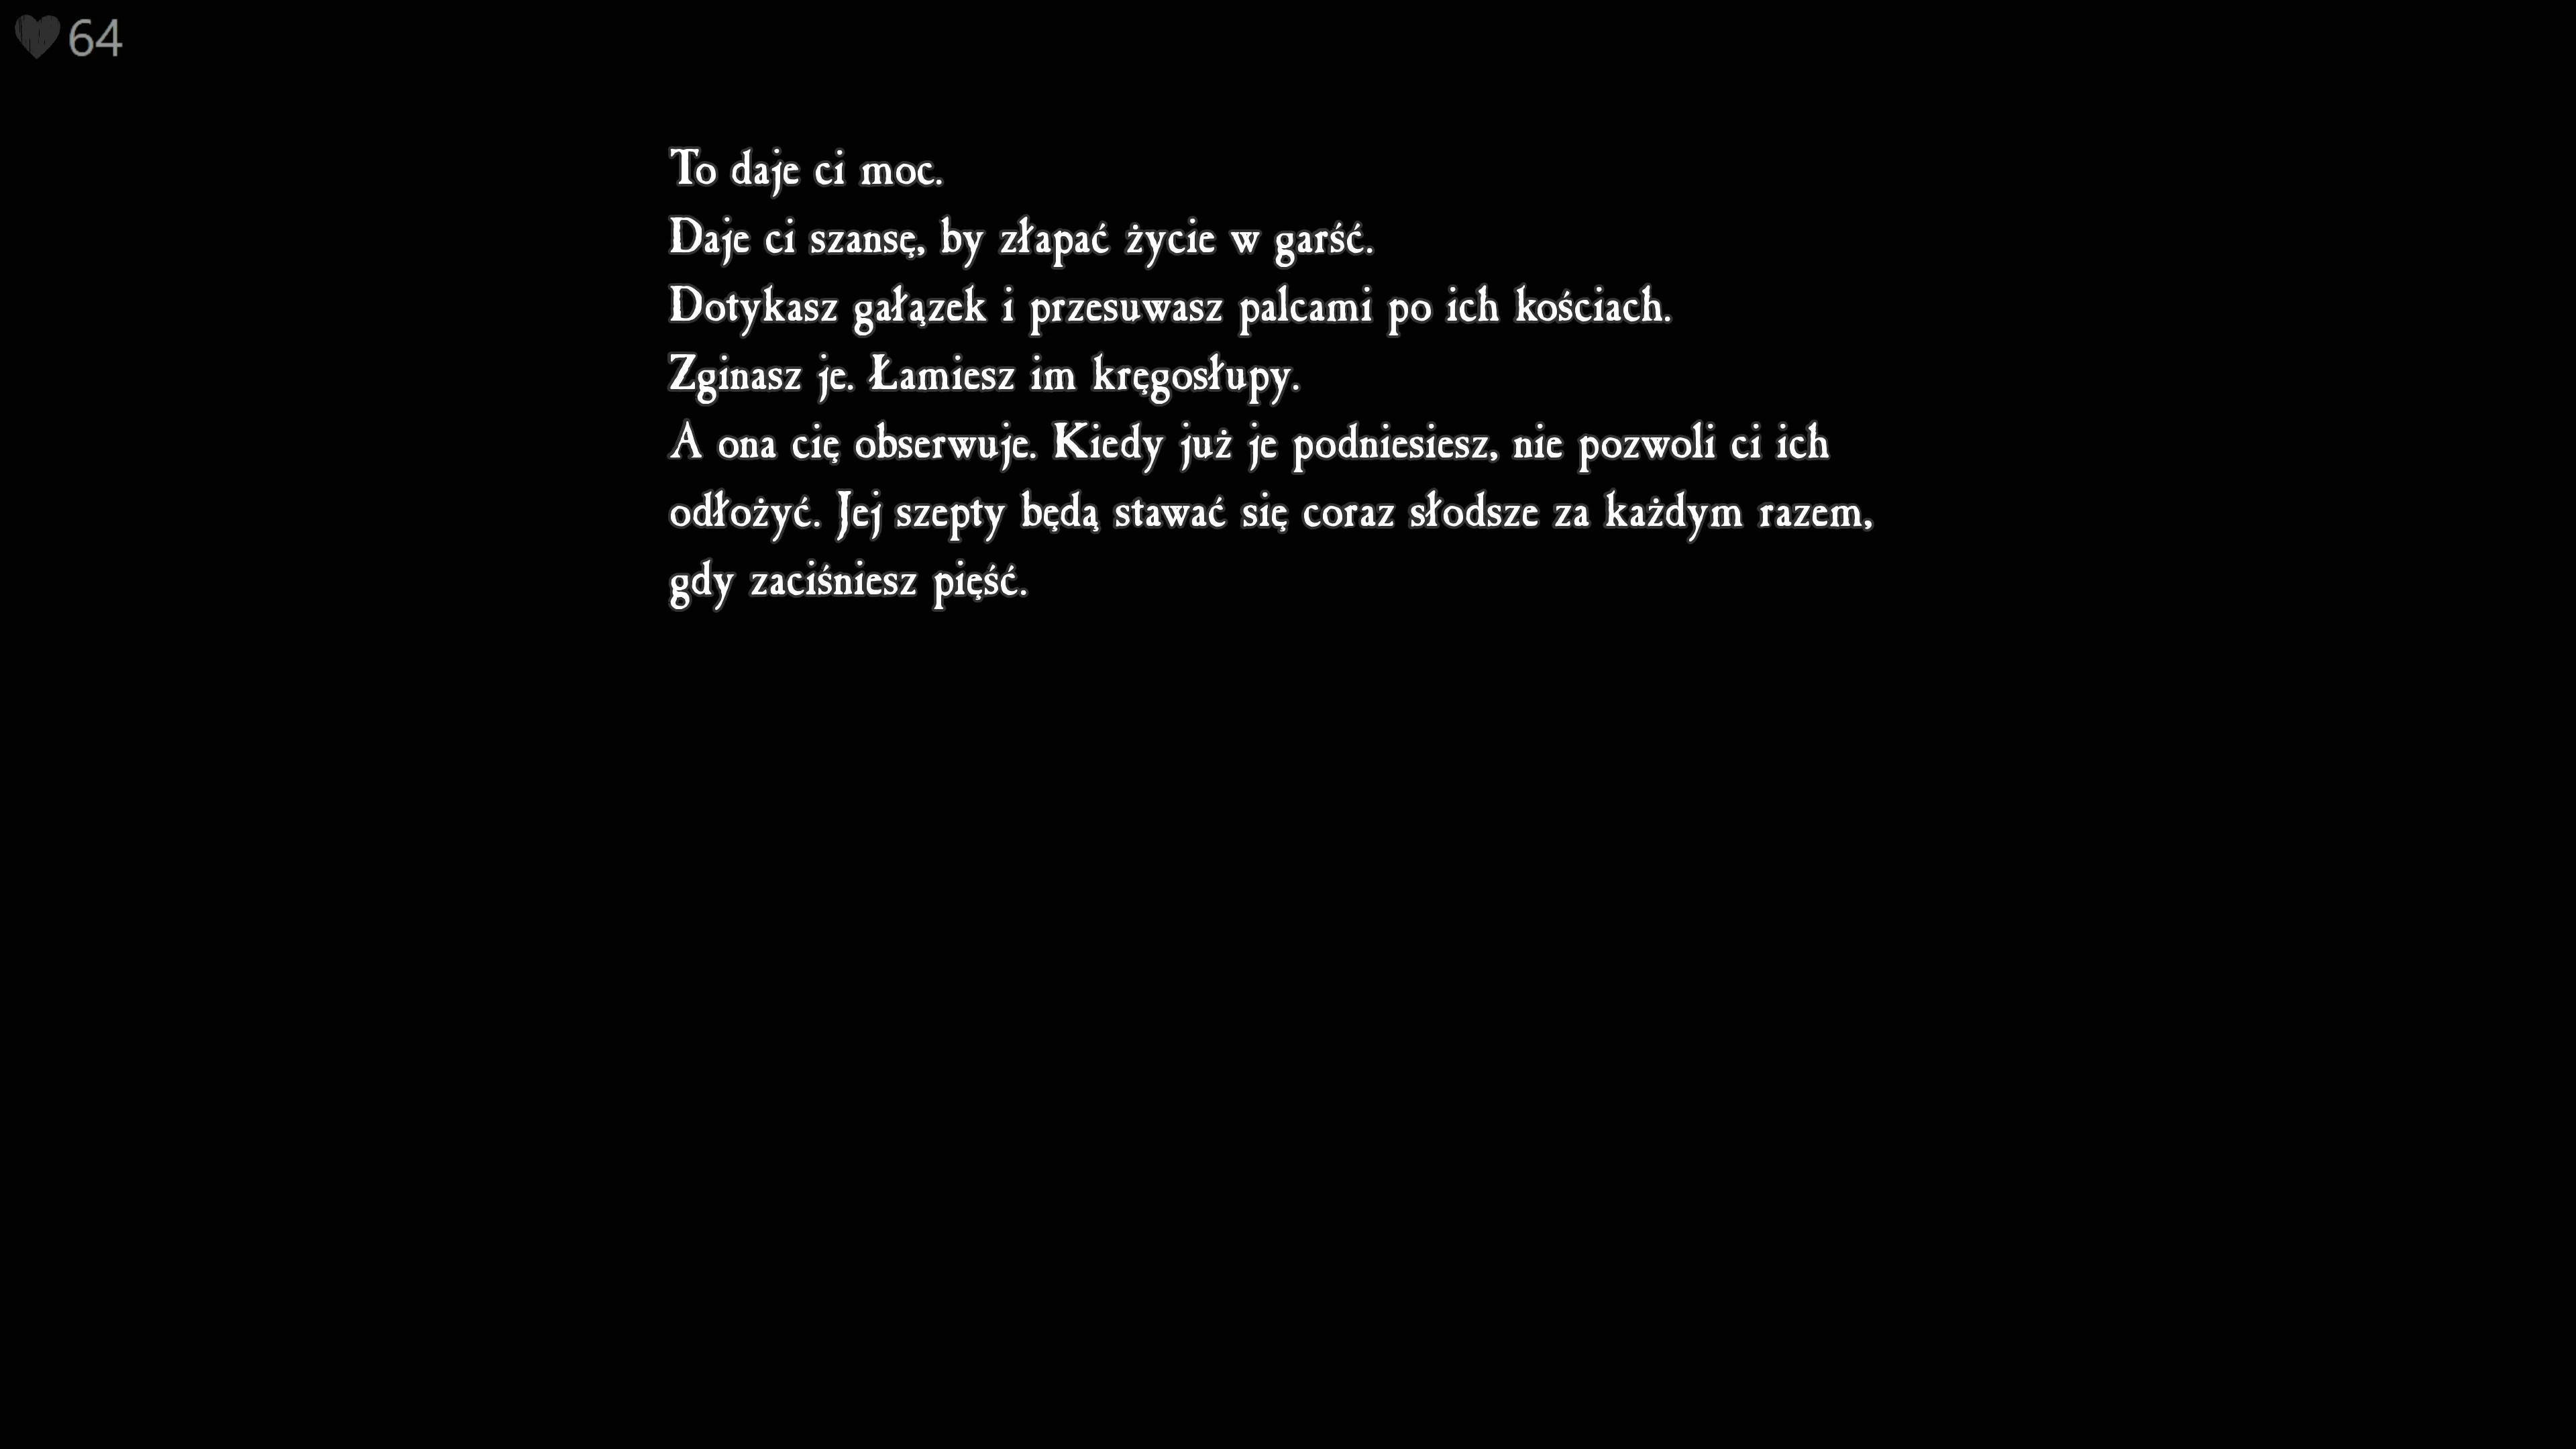 64
To daje ci moc.
Daje ci szansę, by złapać życie w garść.
Dotykasz gałązek i przesuwasz palcami po ich kościach.
Zginasz je. Łamiesz im kręgosłupy.
A ona cię obserwuje. Kiedy już je podniesiesz, nie pozwoli ci ich
odłożyć. Jej szepty będą stawać się coraz słodsze za każdym razem,
gdy zaciśniesz pięść.